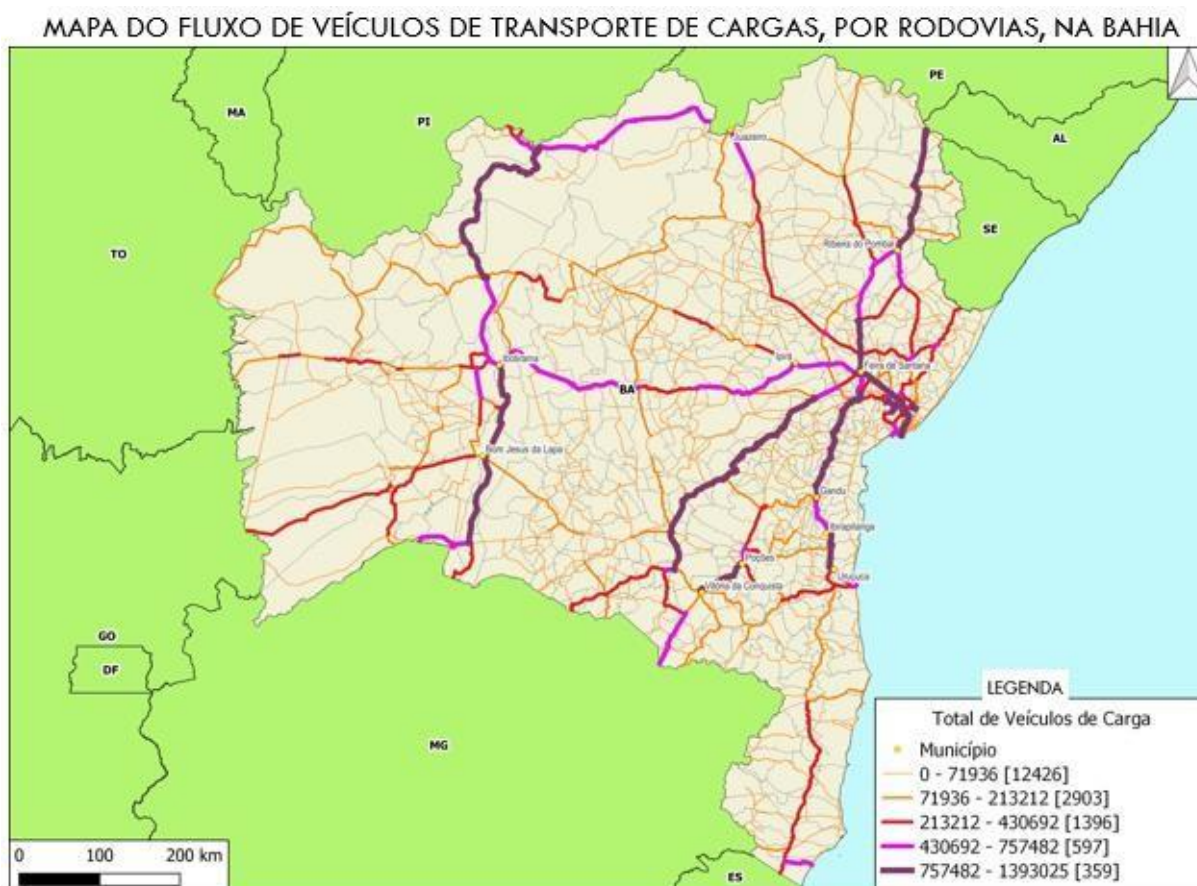 MAPA DO FLUXO DE VEÍCULOS DE TRANSPORTE DE CARGAS, POR RODOVIAS, NA BAHIA
PE
MA
PI
AL
Juazeiro
SE
Ribeira do Pombal
TO
Ibotirama
Ipirá
Feira de Santana
BA
Bom Jesus da Lapa
Gandu
Ibirapitanga
Poções
Uruçuca
Vitória da Conquista
GO
DF
MG
ES
LEGENDA
Total de Veículos de Carga
Município
0 - 71936 [12426]
71936 - 213212 [2903]
213212 - 430692 [1396]
430692 - 757482 [597]
757482 - 1393025 [359]
0 100 200 km